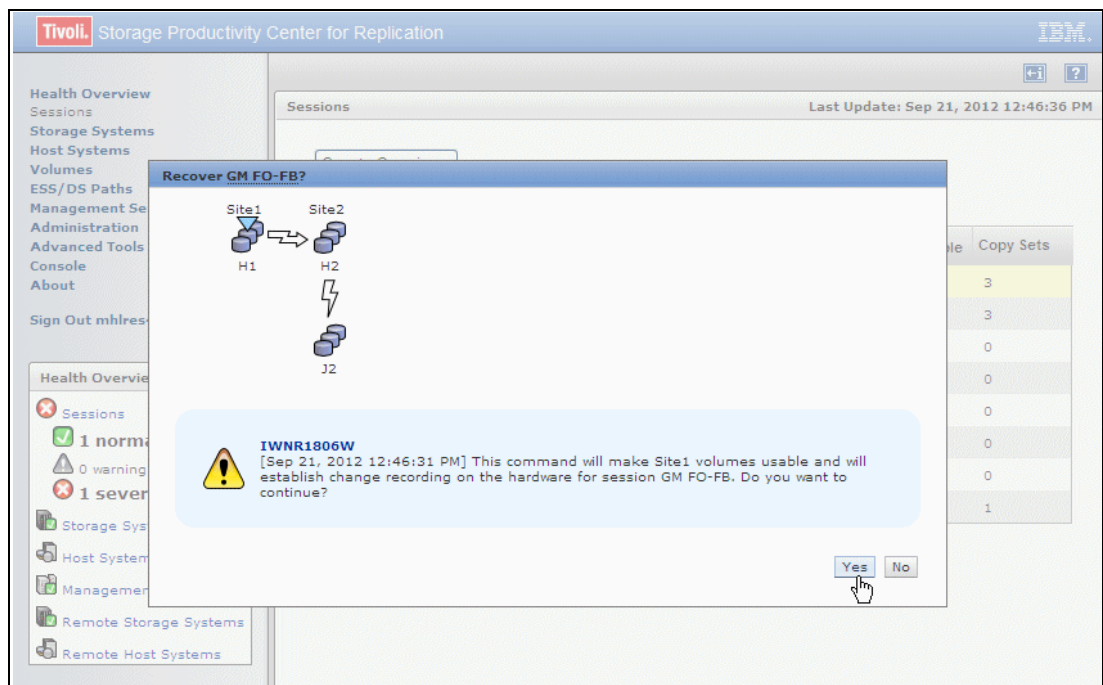 Tivoli. Storage Productivity Center for Replication
IBM.
Health Overview
Sessions
Storage Systems
Host Systems
Volumes
ESS/DS Paths
Management Se
Administration
Advanced Tools
Console
About
Sign Out mhlres
Sessions
Last Update: Sep 21, 2012 12:46:36 PM
Recover GM FO-FB?
Site1 Site2
H1 H2
J2
IWNR1806W
[Sep 21, 2012 12:46:31 PM] This command will make Site1 volumes usable and will
establish change recording on the hardware for session GM FO-FB. Do you want to
continue?
Yes No
Copy Sets
3
3
0
0
0
0
0
1
Health Overvie
Sessions
1 norma
0 warning
1 sever
Storage Sys
Host System
Managemen
Remote Storage Systems
Remote Host Systems